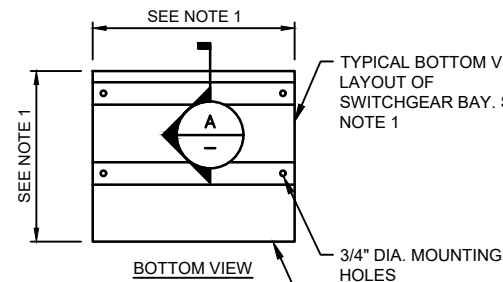 SEE NOTE 1
TYPICAL BOTTOM
LAYOUT OF
SWITCHGEAR BAY.
NOTE 1
SEE NOTE 1
A
–
3/4" DIA. MOUNTING
HOLES
BOTTOM VIEW